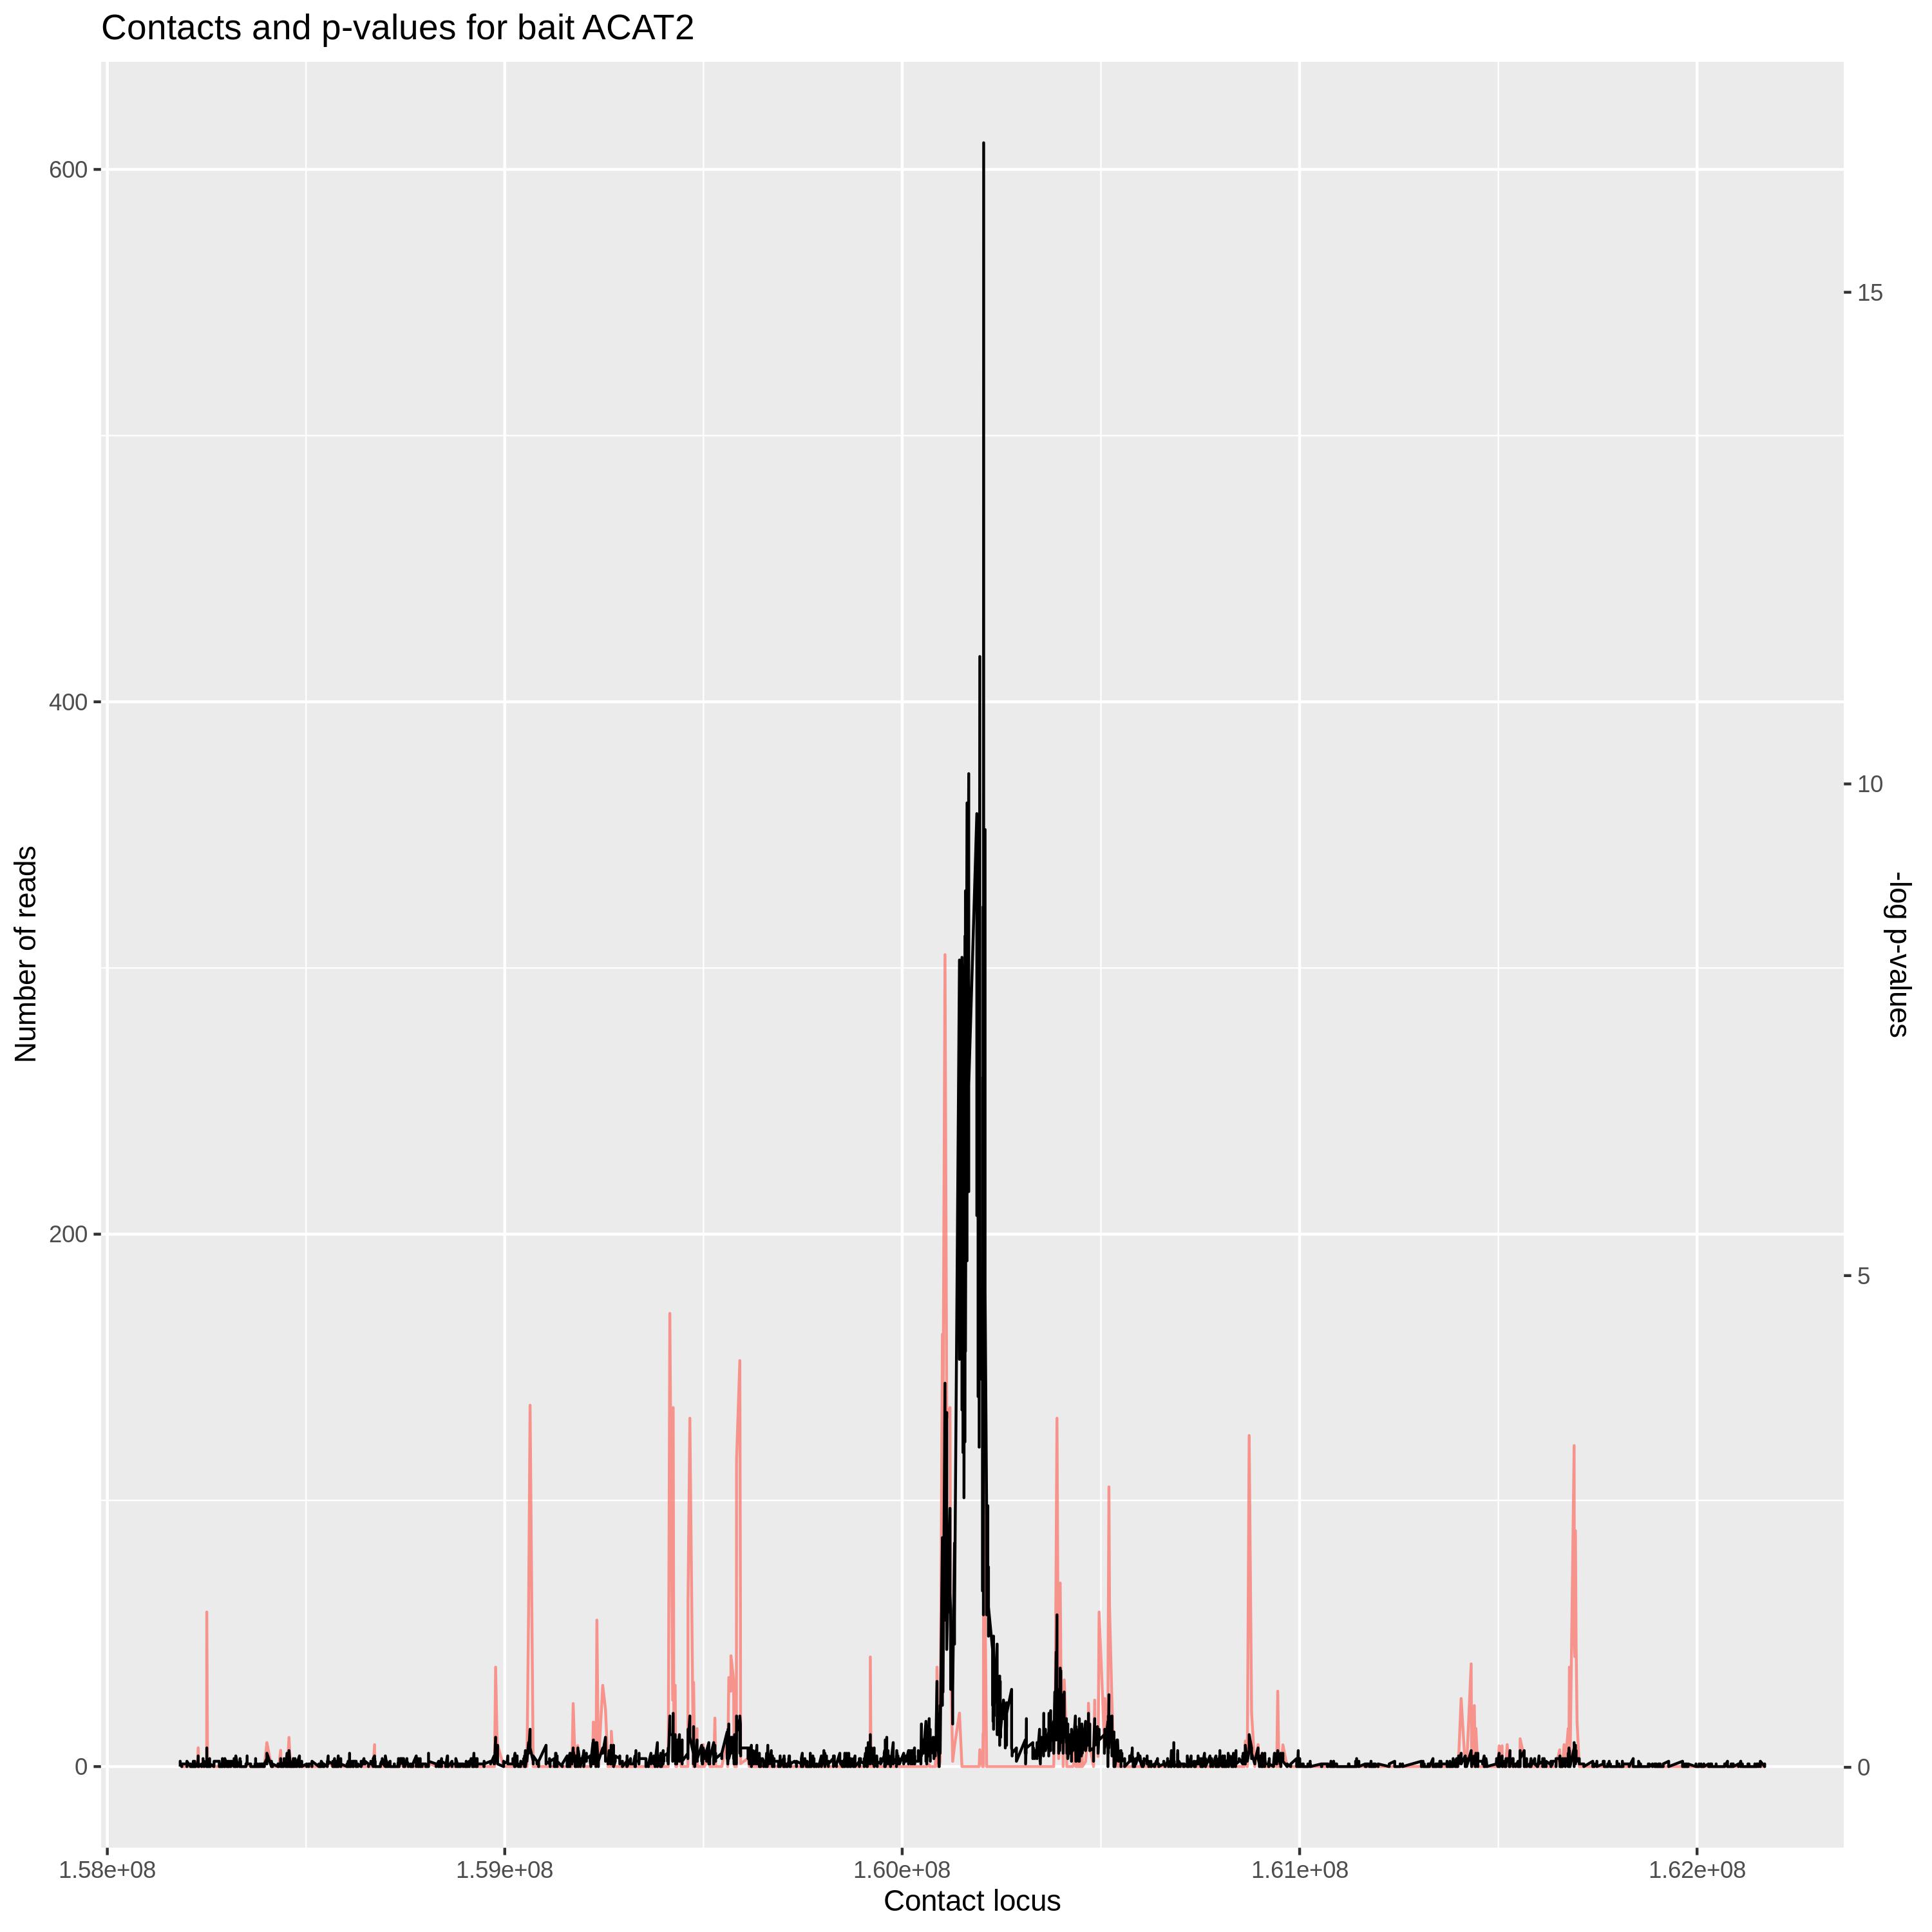 Contacts and p-values for bait ACAT2
600
400
200
0
Number of reads
15
10
5
0
-log p-values
1.58e+08
1.59e+08
1.60e+08
1.61e+08
1.62e+08
Contact locus